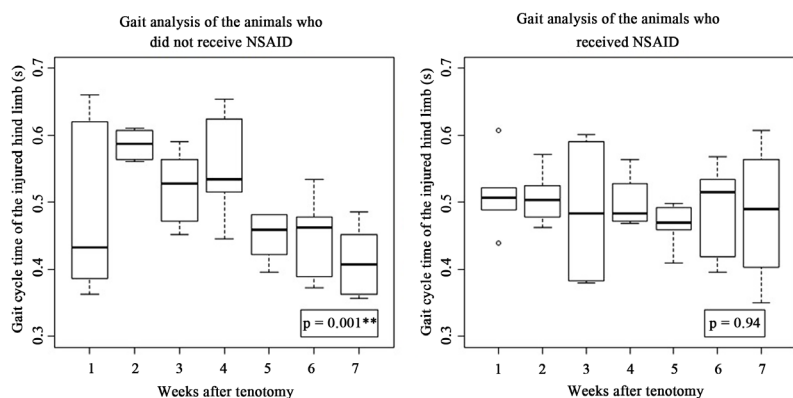 Gait analysis of the animals who
did not receive NSAID
Gait cycle time of the injured hind limb (s)
0.7
0.6
0.5
0.4
0.3
p = 0.001**
1 2 3 4 5 6 7
Weeks after tenotomy
Gait analysis of the animals who
received NSAID
Gait cycle time of the injured hind limb (s)
0.7
0.6
0.5
0.4
0.3
p = 0.94
1 2 3 4 5 6 7
Weeks after tenotomy